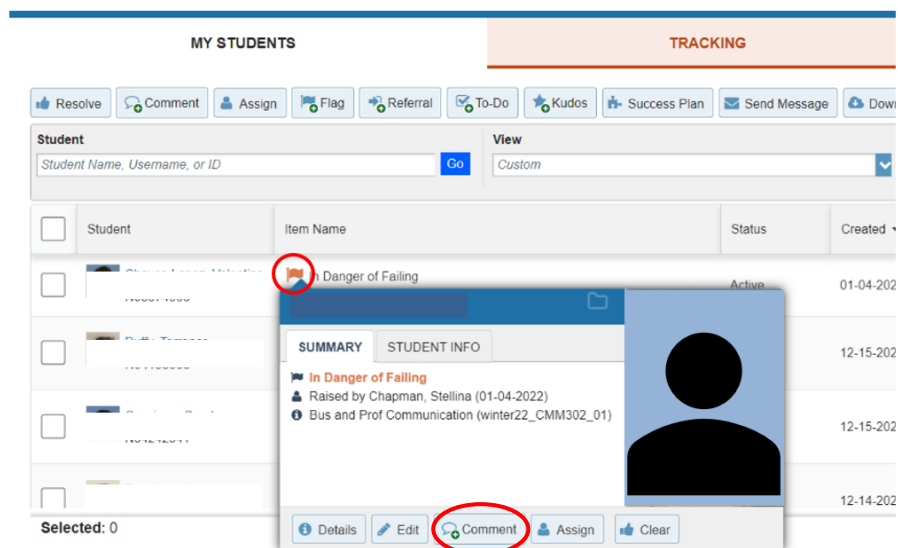 MY STUDENTS TRACKING
Resolve Comment Assign Flag Referral To-Do Kudos Success Plan Send Message
Student View
Student Name, Username, or ID Go Custom
Student Item Name Status Created
In Danger of Failing Active 01-04-202
SUMMARY STUDENT INFO
In Danger of Failing
Raised by Chapman, Stellina (01-04-2022)
Bus and Prof Communication (winter22_CMM302_01)
12-15-202
12-15-202
12-14-202
Selected: 0
Details Edit Comment Assign Clear